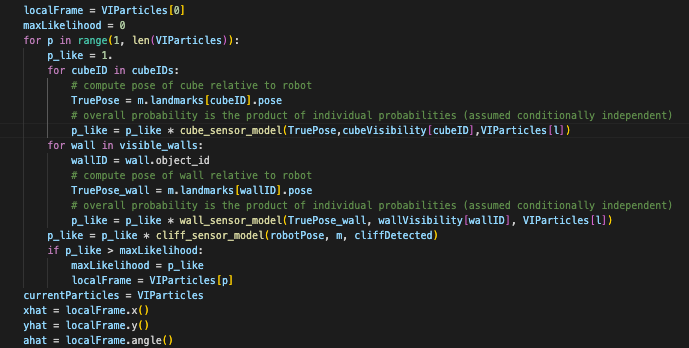 localFrame = VIParticles[0]
maxLikelihood = 0
for p in range(1, len(VIParticles)):
    p_like = 1.
    for cubeID in cubeIDs:
        # compute pose of cube relative to robot
        TruePose = m.landmarks[cubeID].pose
        # overall probability is the product of individual probabilities (assumed conditionally independent)
        p_like = p_like * cube_sensor_model(TruePose,cubeVisibility[cubeID],VIParticles[l])
    for wall in visible_walls:
        wallID = wall.object_id
        # compute pose of wall relative to robot
        TruePose_wall = m.landmarks[wallID].pose
        # overall probability is the product of individual probabilities (assumed conditionally independent)
        p_like = p_like * wall_sensor_model(TruePose_wall, wallVisibility[wallID], VIParticles[l])
    p_like = p_like * cliff_sensor_model(robotPose, m, cliffDetected)
    if p_like > maxLikelihood:
        maxLikelihood = p_like
        localFrame = VIParticles[p]
currentParticles = VIParticles
xhat = localFrame.x()
yhat = localFrame.y()
ahat = localFrame.angle()